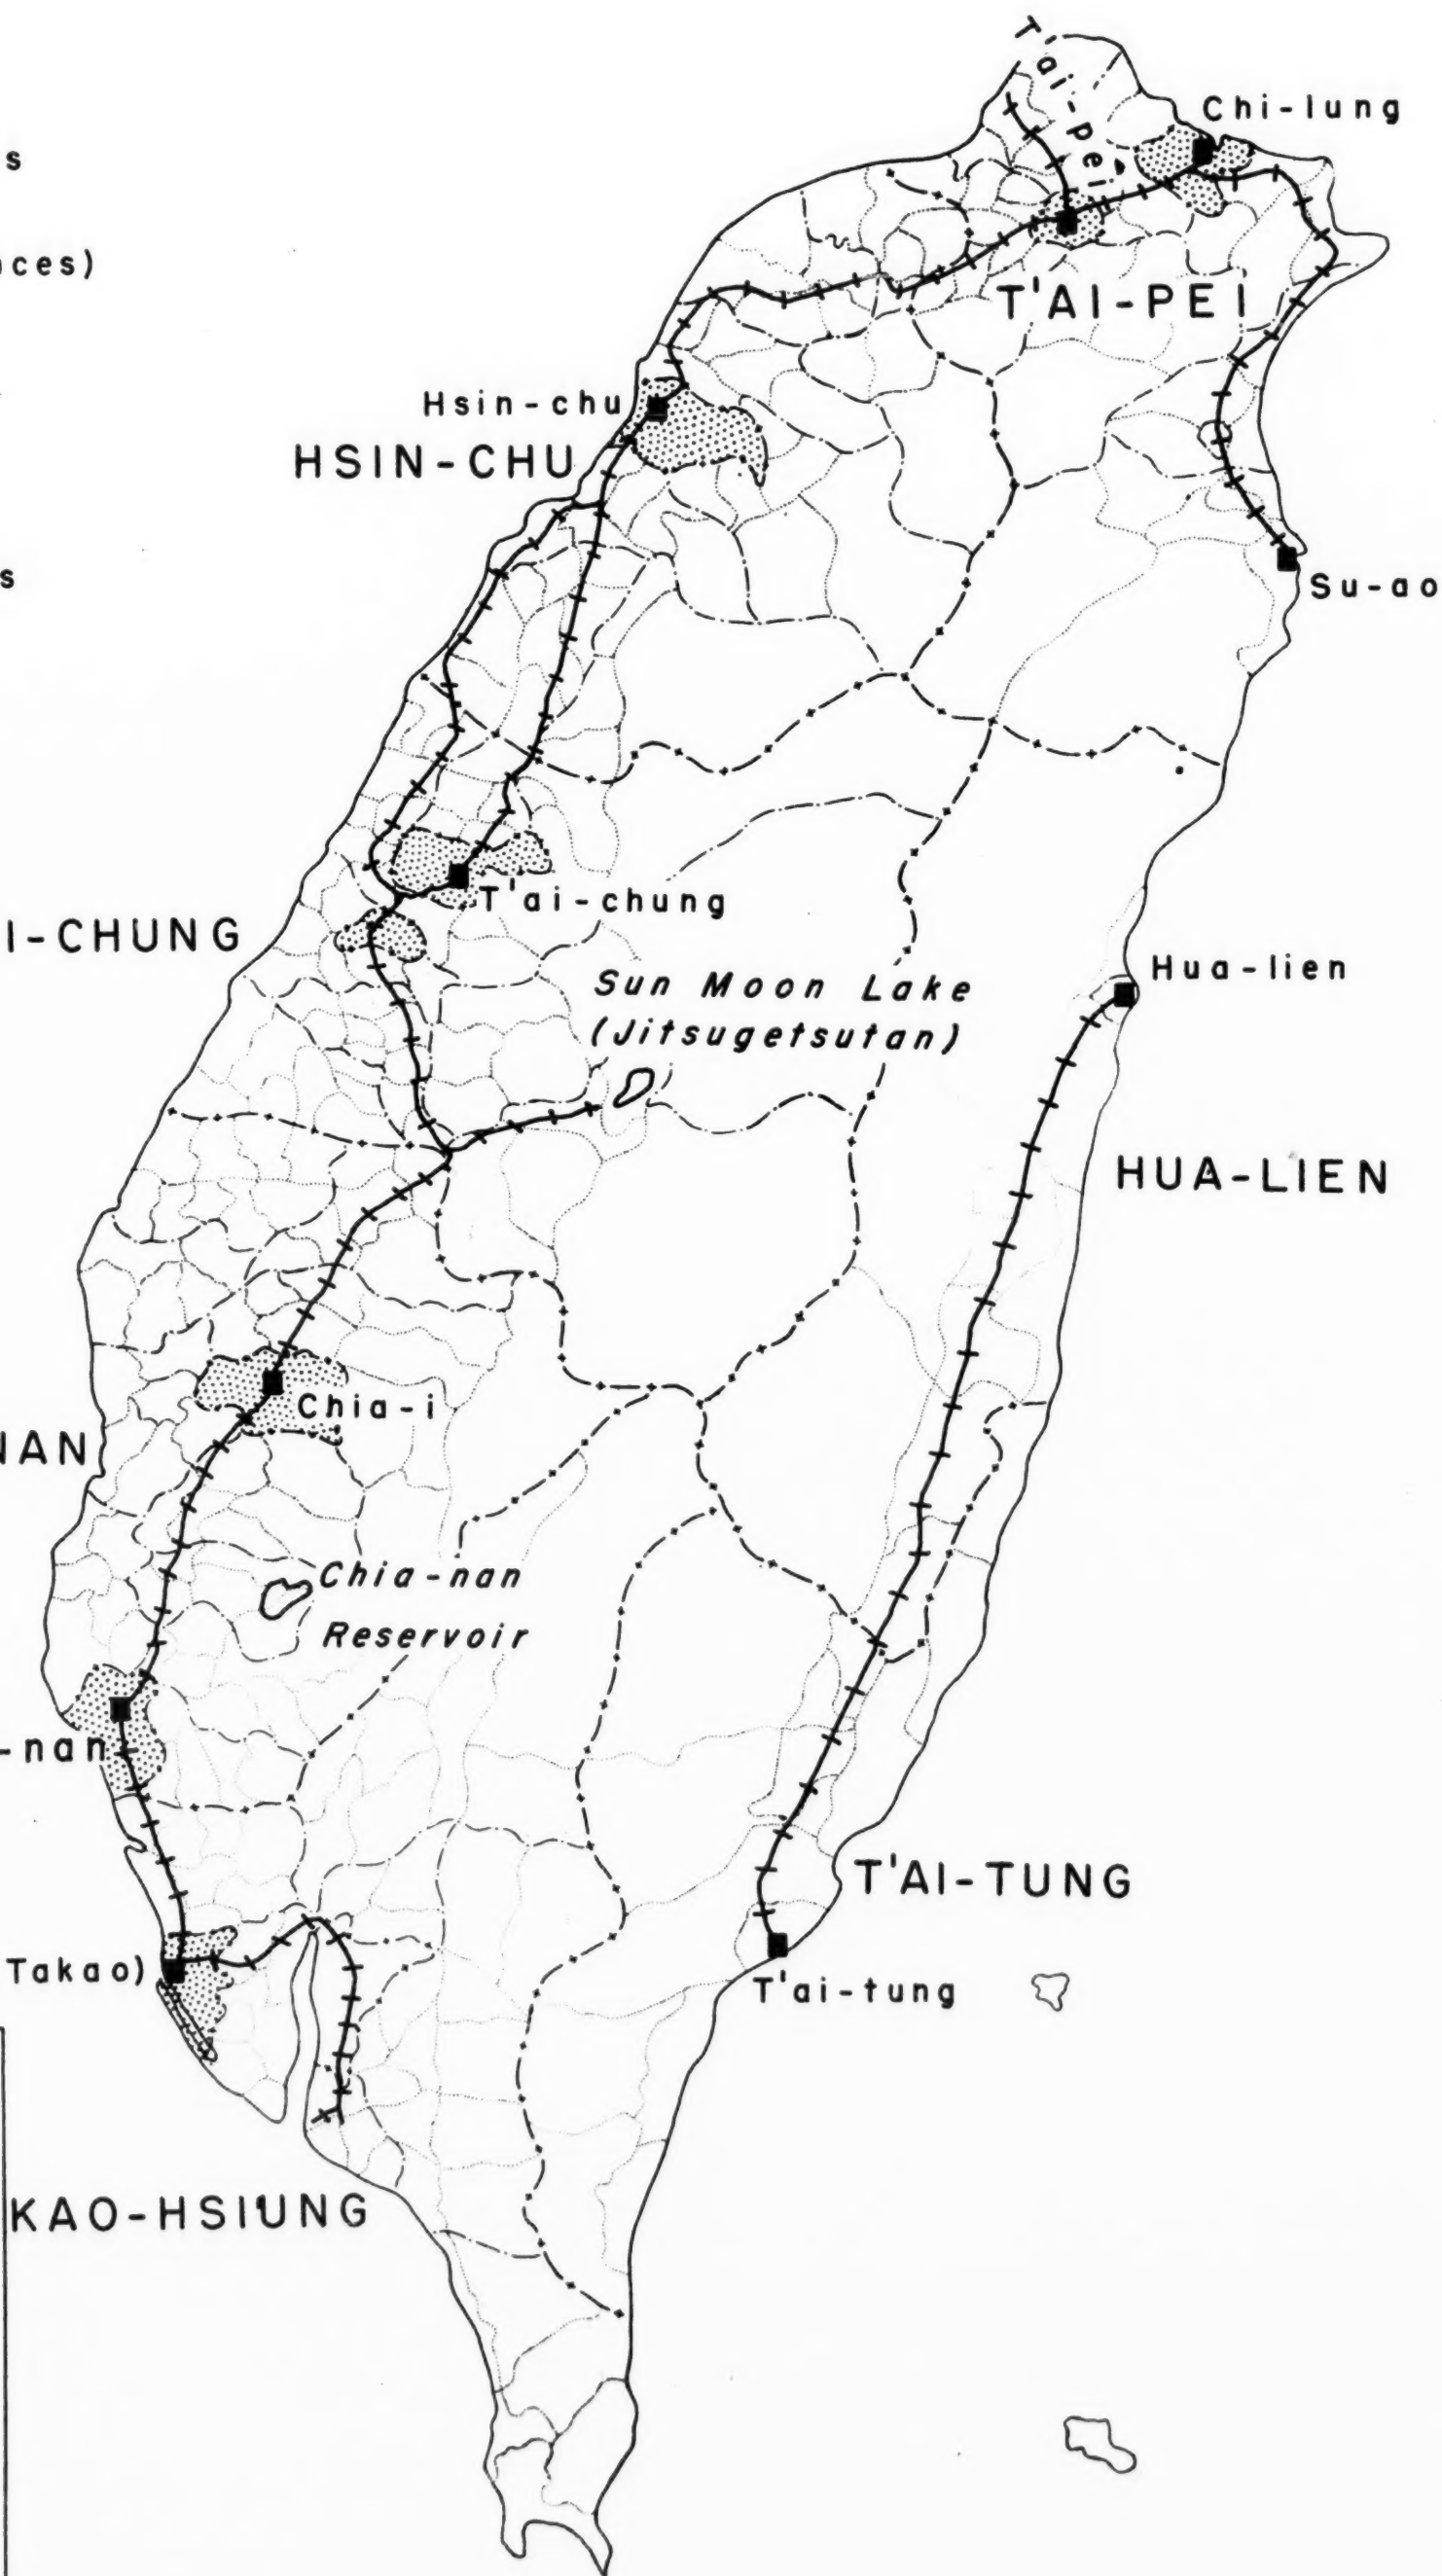 T'ai-pei
Chi-lung
s
ces)
T'AI-PEI
Hsin-chu
HSIN-CHU
s
Su-ao
T'ai-chung
I-CHUNG
Hua-lien
Sun Moon Lake
(Jitsugetsutan)
HUA-LIEN
Chia-i
NAN
Chia-nan
Reservoir
-nan
T'AI-TUNG
Takao)
T'ai-tung
KAO-HSIUNG